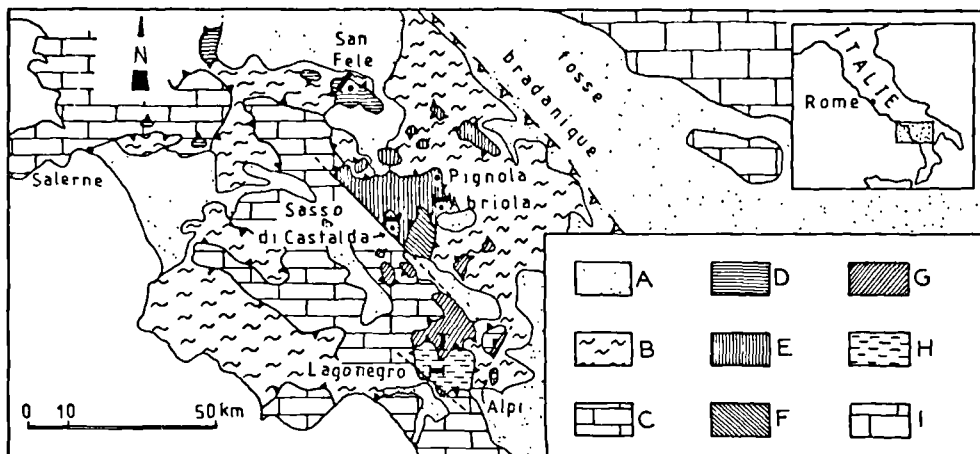 N
San
Fele
fosse
bradanique
ITALIE
Rome
Salerne
Pignola
Abriola
Sasso
di Castalda
Lagonegro
Alpi
0 10 50 km
A D G
B E H
C F I